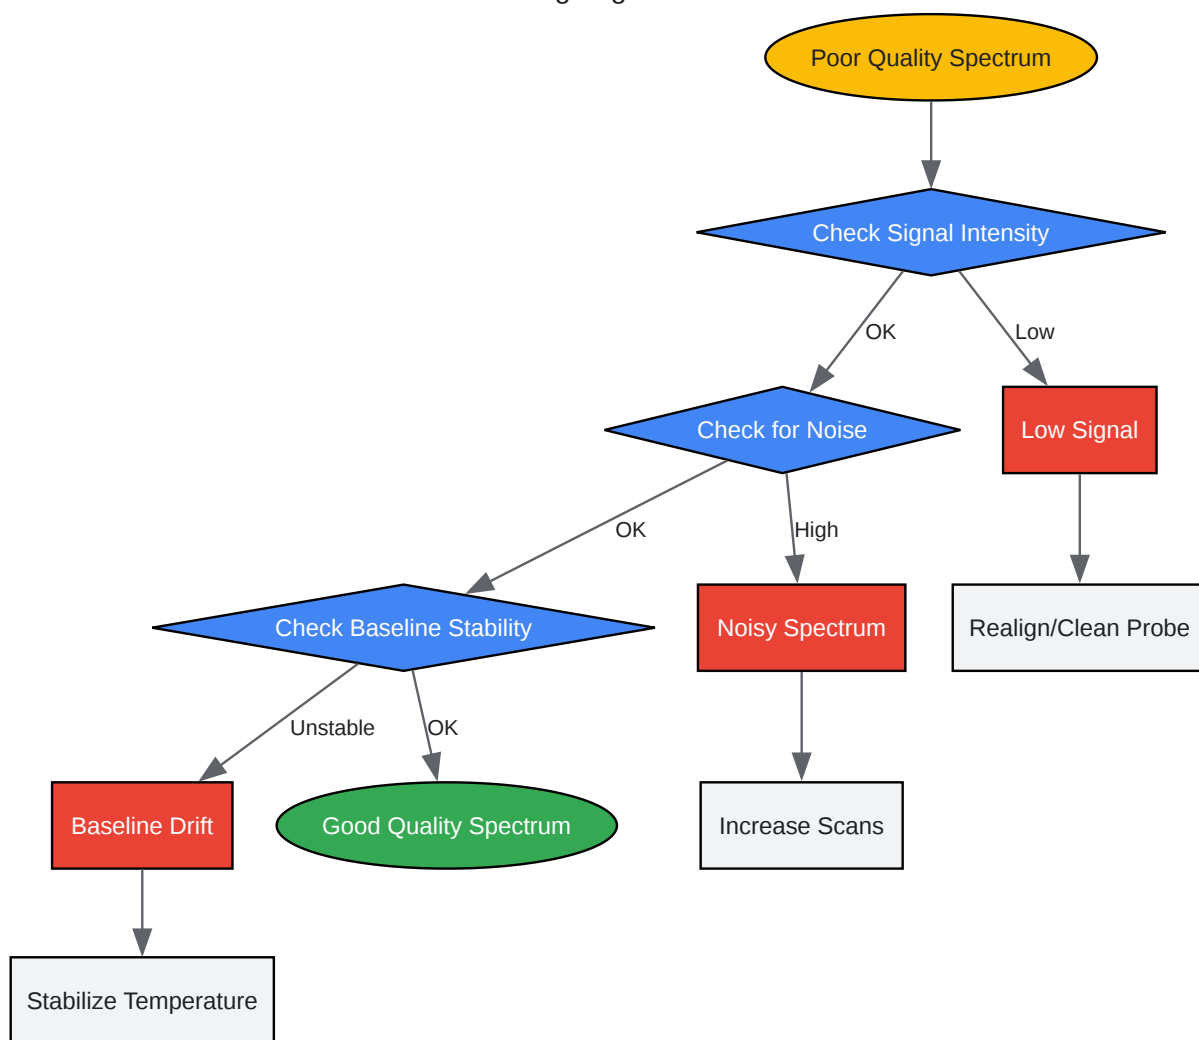 Poor Quality Spectrum
Check Signal Intensity
OK
Low
Check for Noise
Low Signal
OK
High
Check Baseline Stability
Noisy Spectrum
Realign/Clean Probe
Unstable
OK
Baseline Drift
Good Quality Spectrum
Increase Scans
Stabilize Temperature